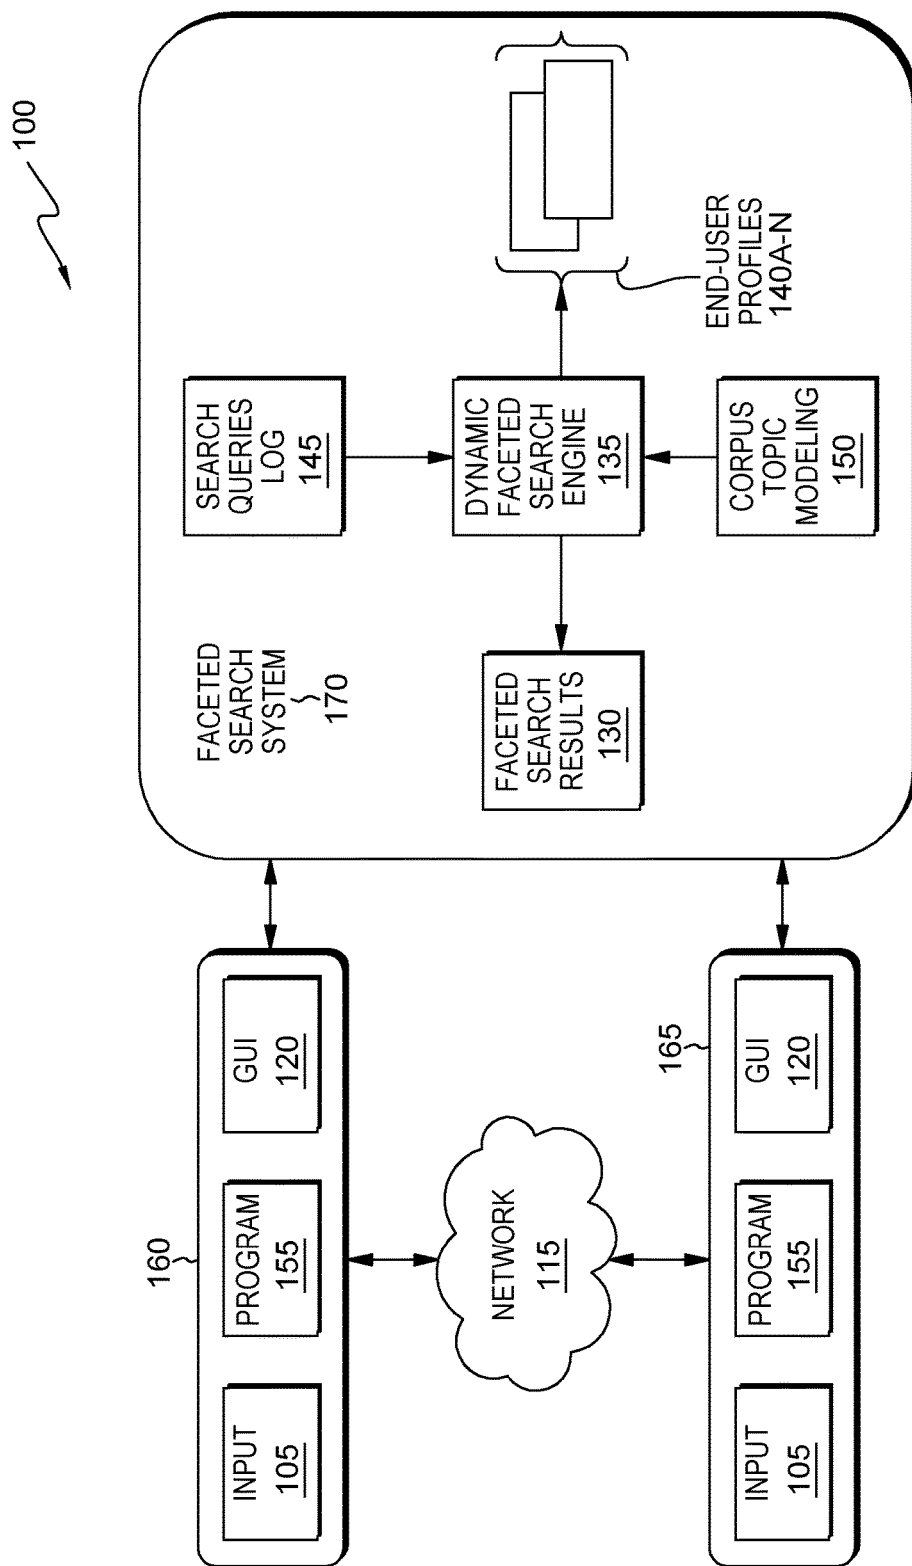 100
FACETED
SEARCH
SYSTEM
170
SEARCH
QUERIES
LOG
145
FACETED
SEARCH
RESULTS
130
DYNAMIC
FACETED
SEARCH
ENGINE
135
END-USER
PROFILES
140A-N
CORPUS
TOPIC
MODELING
150
160
INPUT
105
PROGRAM
155
GUI
120
NETWORK
115
165
INPUT
105
PROGRAM
155
GUI
120